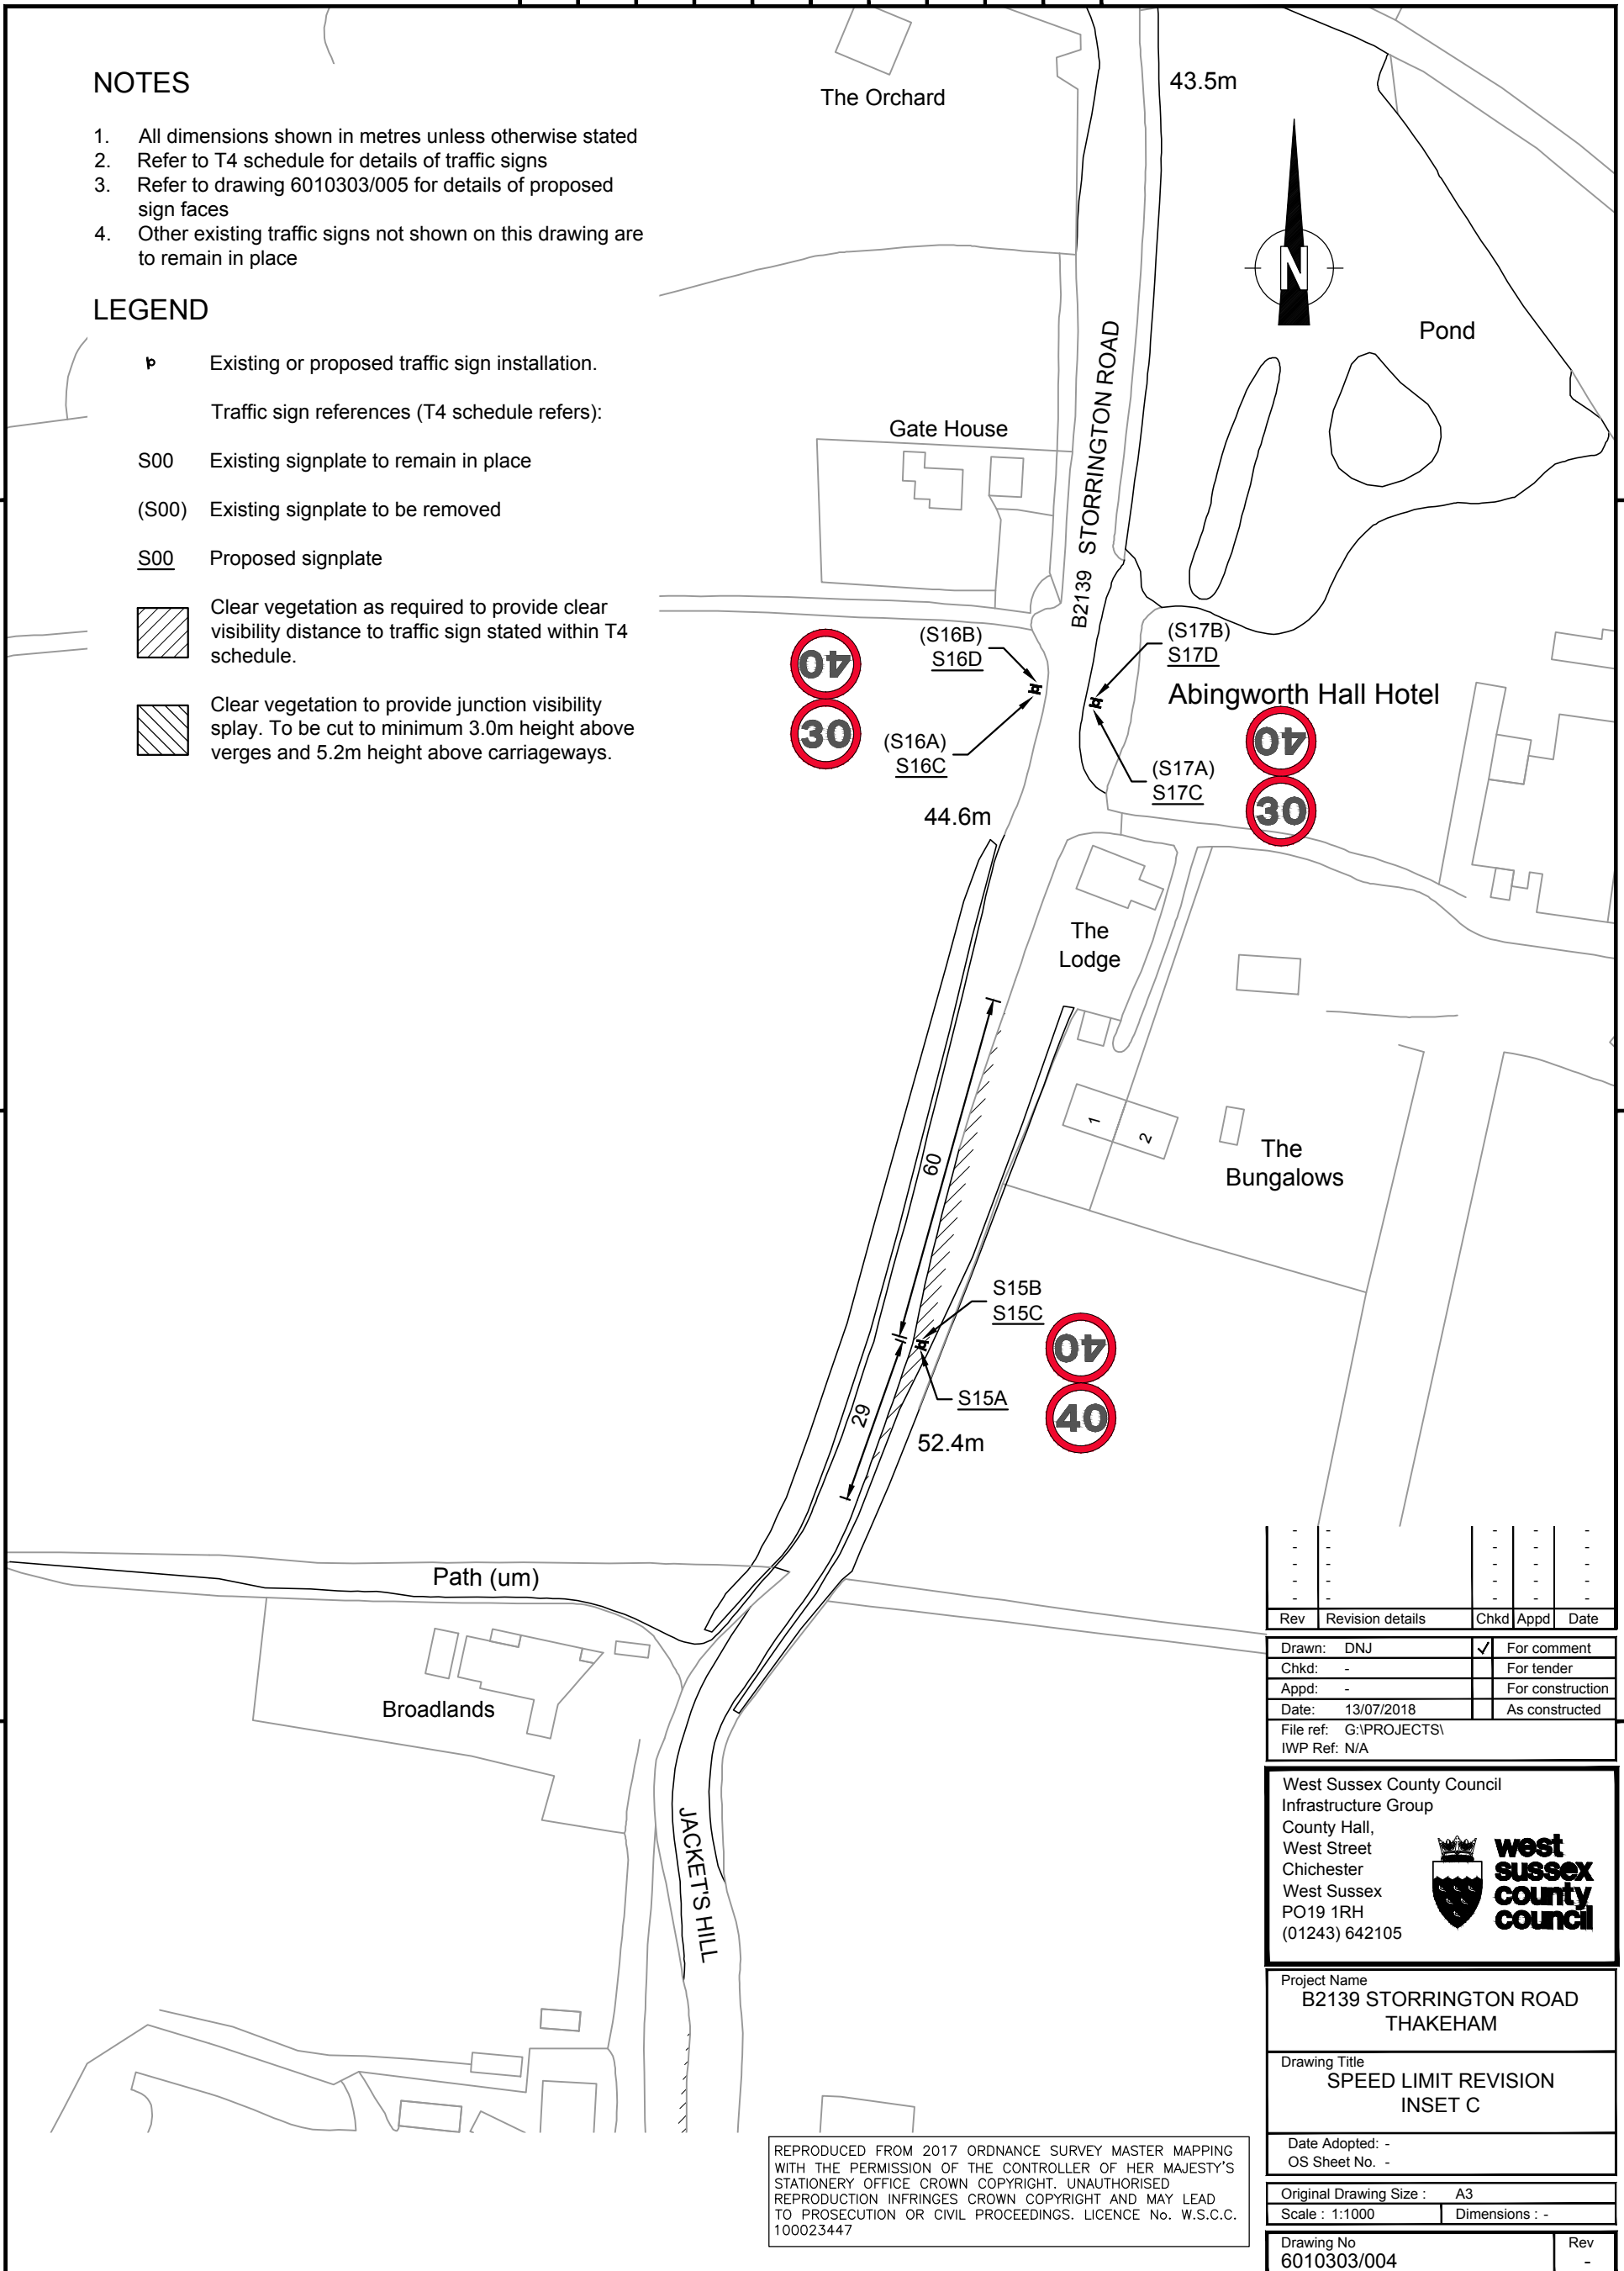 NOTES
1. All dimensions shown in metres unless otherwise stated
2. Refer to T4 schedule for details of traffic signs
3. Refer to drawing 6010303/005 for details of proposed
sign faces
4. Other existing traffic signs not shown on this drawing are
to remain in place
LEGEND
Existing or proposed traffic sign installation.
Traffic sign references (T4 schedule refers):
S00 Existing signplate to remain in place
(S00) Existing signplate to be removed
S00 Proposed signplate
Clear vegetation as required to provide clear
visibility distance to traffic sign stated within T4
schedule.
Clear vegetation to provide junction visibility
splay. To be cut to minimum 3.0m height above
verges and 5.2m height above carriageways.
The Orchard
43.5m
N
Pond
Gate House
B2139 STORRINGTON ROAD
(S16B)
S16D
(S17B)
S17D
40
30
Abingworth Hall Hotel
(S16A)
S16C
(S17A)
S17C
40
30
44.6m
The
Lodge
1
2
The
Bungalows
60
S15B
S15C
40
40
S15A
29
52.4m
Path (um)
Broadlands
JACKET'S HILL
- - - - -
- - - - -
- - - - -
- - - - -
- - - - -
Rev Revision details Chkd Appd Date
Drawn: DNJ ✓ For comment
Chkd: - For tender
Appd: - For construction
Date: 13/07/2018 As constructed
File ref: G:\PROJECTS\
IWP Ref: N/A
West Sussex County Council
Infrastructure Group
County Hall,
West Street
Chichester
West Sussex
PO19 1RH
(01243) 642105
west
sussex
county
council
Project Name
B2139 STORRINGTON ROAD
THAKEHAM
Drawing Title
SPEED LIMIT REVISION
INSET C
Date Adopted: -
OS Sheet No. -
Original Drawing Size : A3
Scale : 1:1000 Dimensions : -
Drawing No Rev
6010303/004 -
REPRODUCED FROM 2017 ORDNANCE SURVEY MASTER MAPPING
WITH THE PERMISSION OF THE CONTROLLER OF HER MAJESTY'S
STATIONERY OFFICE CROWN COPYRIGHT. UNAUTHORISED
REPRODUCTION INFRINGES CROWN COPYRIGHT AND MAY LEAD
TO PROSECUTION OR CIVIL PROCEEDINGS. LICENCE No. W.S.C.C.
100023447